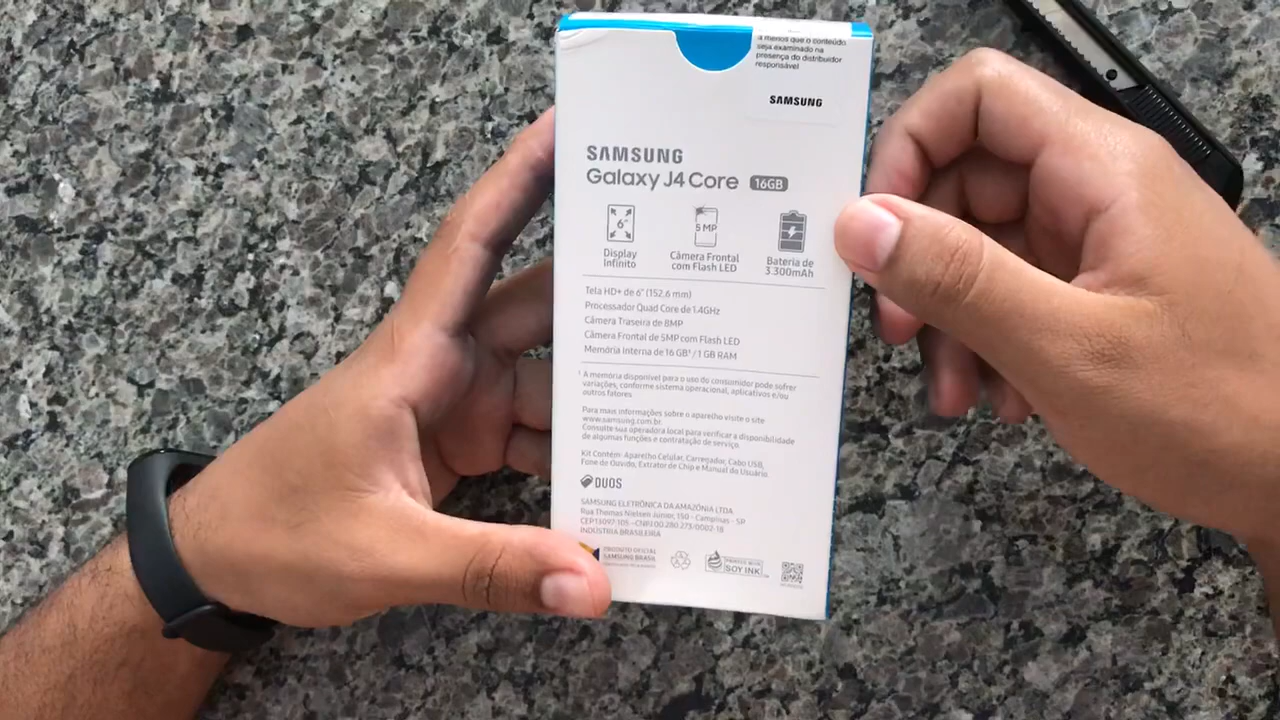 a menos que o conteúdo
seja examinado na
presença do distribuidor
responsável
SAMSUNG
SAMSUNG
Galaxy J4 Core 16GB
6"
5 MP
Display
Infinito
Câmera Frontal
com Flash LED
Bateria de
3.300mAh
Tela HD+ de 6" (152.6 mm)
Processador Quad Core de 1.4GHz
Câmera Traseira de 8MP
Câmera Frontal de 5MP com Flash LED
Memória Interna de 16 GB¹ / 1 GB RAM
¹ A memória disponível para o uso do consumidor pode sofrer
variações, conforme sistema operacional, aplicativos e/ou
outros fatores
Para mais informações sobre o aparelho visite o site
www.samsung.com.br.
Consulte sua operadora local para verificar a disponibilidade
de algumas funções e contratação de serviço.
Kit Contém: Aparelho Celular, Carregador, Cabo USB,
Fone de Ouvido, Extrator de Chip e Manual do Usuário.
DUOS
SAMSUNG ELETRÔNICA DA AMAZÔNIA LTDA
Rua Thomas Nielsen Júnior, 150 - Campinas - SP
CEP13097-105 - CNPJ 00.280.273/0002-18
INDÚSTRIA BRASILEIRA
PRODUTO OFICIAL
SAMSUNG BRASIL
PRINTED WITH
SOY INK